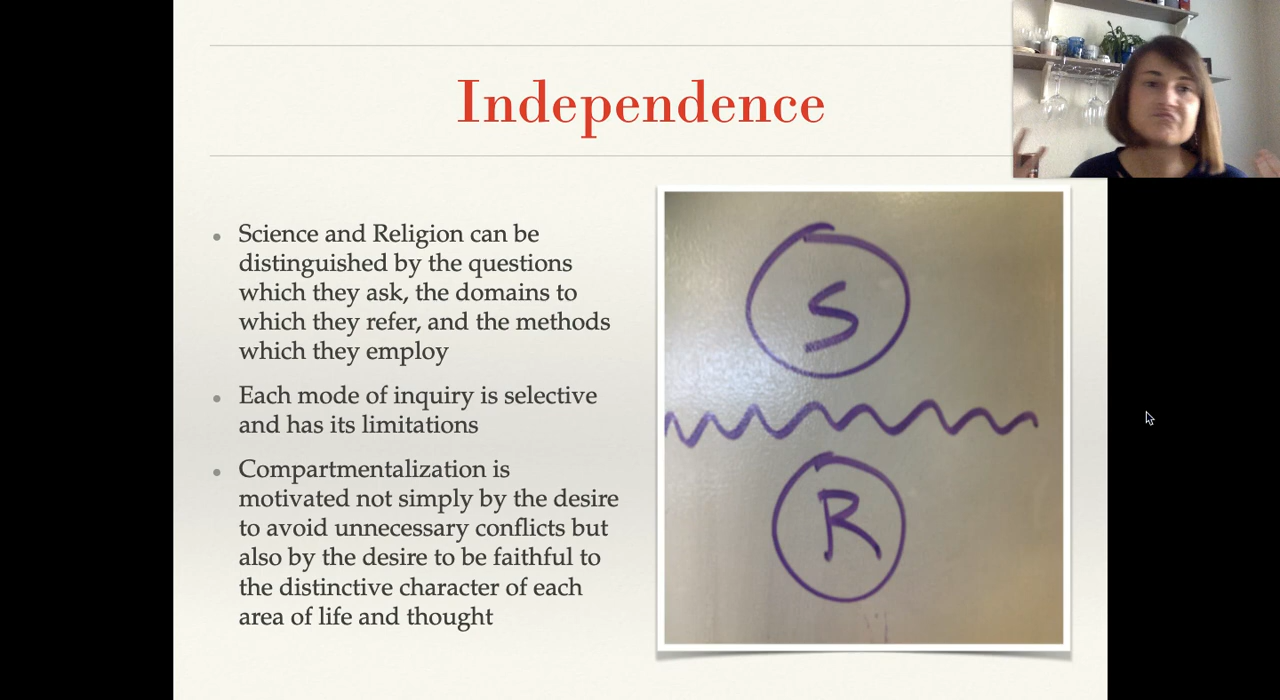 Independence
Science and Religion can be
distinguished by the questions
which they ask, the domains to
which they refer, and the methods
which they employ
Each mode of inquiry is selective
and has its limitations
Compartmentalization is
motivated not simply by the desire
to avoid unnecessary conflicts but
also by the desire to be faithful to
the distinctive character of each
area of life and thought
S
R